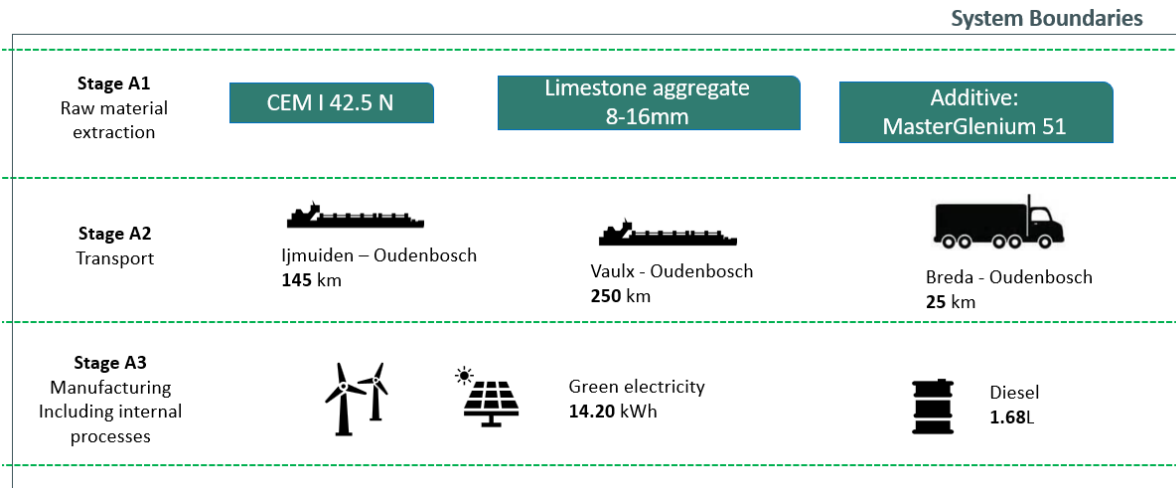 System Boundaries
Stage A1
Raw material
extraction
CEM I 42.5 N
Limestone aggregate
8-16mm
Additive:
MasterGlenium 51
Stage A2
Transport
Ijmuiden – Oudenbosch
145 km
Vaulx - Oudenbosch
250 km
Breda - Oudenbosch
25 km
Stage A3
Manufacturing
Including internal
processes
Green electricity
14.20 kWh
Diesel
1.68L